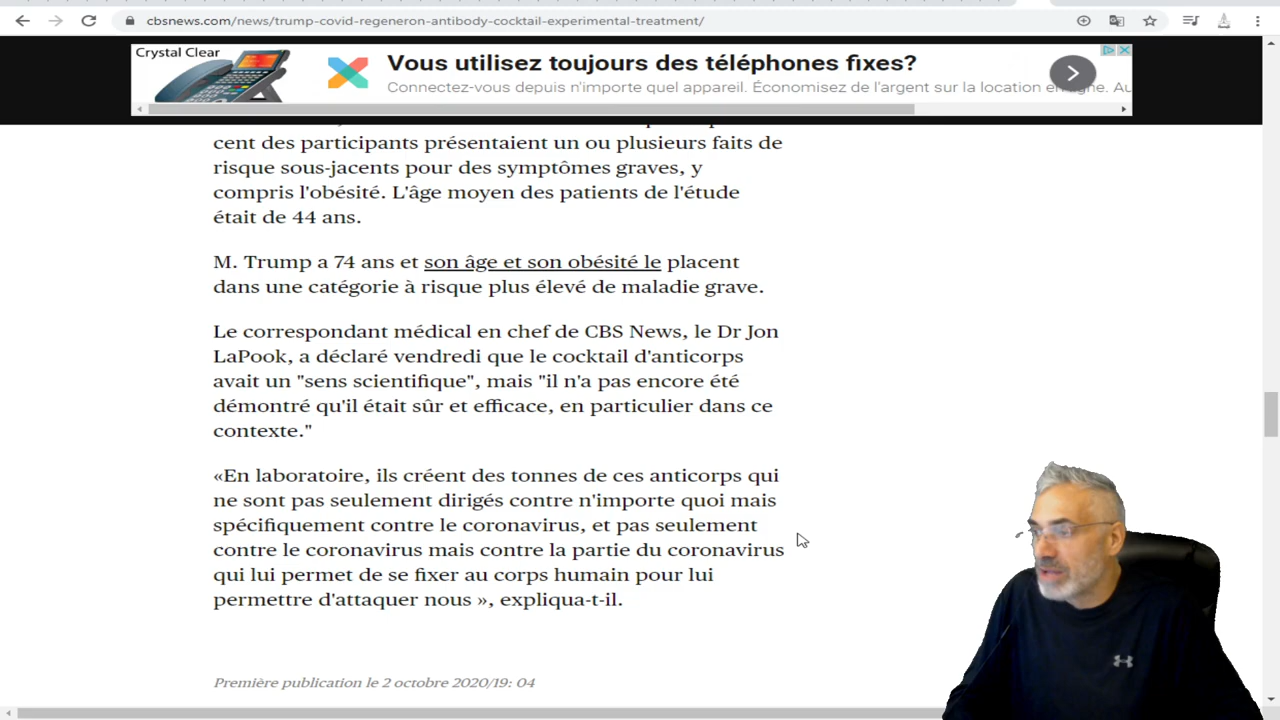 cbsnews.com/news/trump-covid-regeneron-antibody-cocktail-experimental-treatment/
Crystal Clear
Vous utilisez toujours des téléphones fixes?
Connectez-vous depuis n'importe quel appareil. Économisez de l'argent sur la location en ligne. Au
cent des participants présentaient un ou plusieurs faits de
risque sous-jacents pour des symptômes graves, y
compris l'obésité. L'âge moyen des patients de l'étude
était de 44 ans.
M. Trump a 74 ans et son âge et son obésité le placent
dans une catégorie à risque plus élevé de maladie grave.
Le correspondant médical en chef de CBS News, le Dr Jon
LaPook, a déclaré vendredi que le cocktail d'anticorps
avait un "sens scientifique", mais "il n'a pas encore été
démontré qu'il était sûr et efficace, en particulier dans ce
contexte."
«En laboratoire, ils créent des tonnes de ces anticorps qui
ne sont pas seulement dirigés contre n'importe quoi mais
spécifiquement contre le coronavirus, et pas seulement
contre le coronavirus mais contre la partie du coronavirus
qui lui permet de se fixer au corps humain pour lui
permettre d'attaquer nous », expliqua-t-il.
Première publication le 2 octobre 2020/19: 04